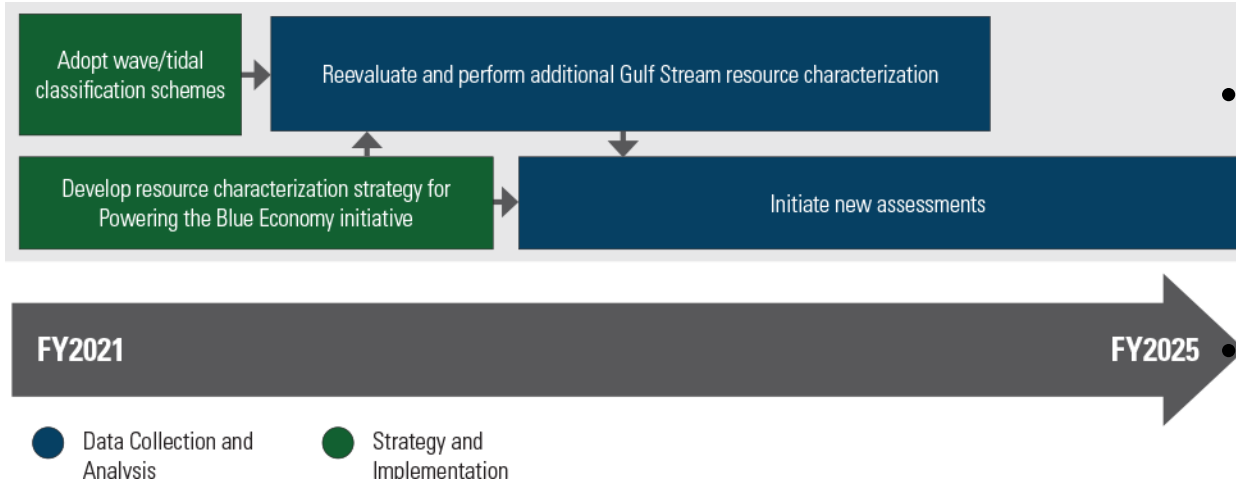 Adopt wave/tidal
classification schemes
Reevaluate and perform additional Gulf Stream resource characterization
Develop resource characterization strategy for
Powering the Blue Economy initiative
Initiate new assessments
FY2021
FY2025
Data Collection and
Analysis
Strategy and
Implementation